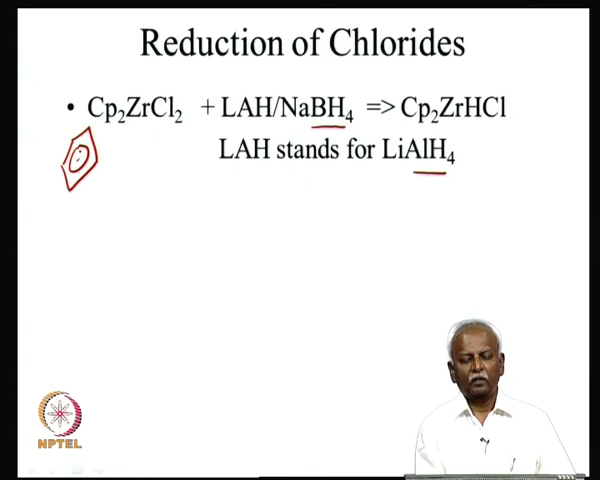 Reduction of Chlorides
• Cp₂ZrCl₂ + LAH/NaBH₄ => Cp₂ZrHCl
LAH stands for LiAlH₄
NPTEL